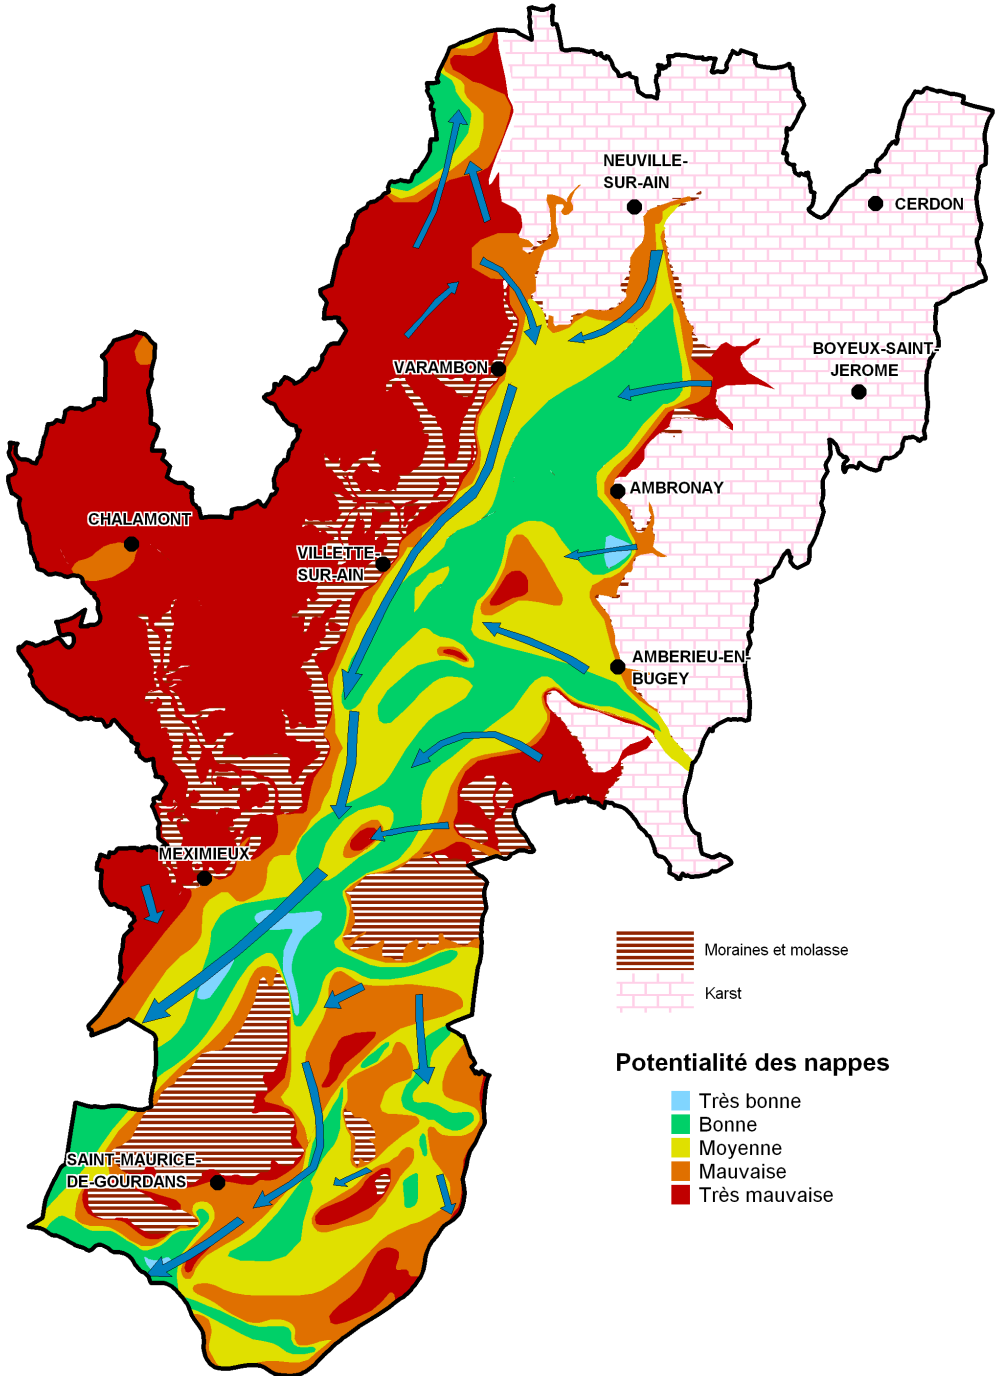 NEUVILLE-
SUR-AIN
CERDON
BOYEUX-SAINT-
JEROME
VARAMBON
AMBRONAY
CHALAMONT
VILLETTE-
SUR-AIN
AMBERIEU-EN-
BUGEY
MEXIMIEUX
Moraines et molasse
Karst
Potentialité des nappes
Très bonne
Bonne
Moyenne
Mauvaise
Très mauvaise
SAINT-MAURICE-
DE-GOURDANS